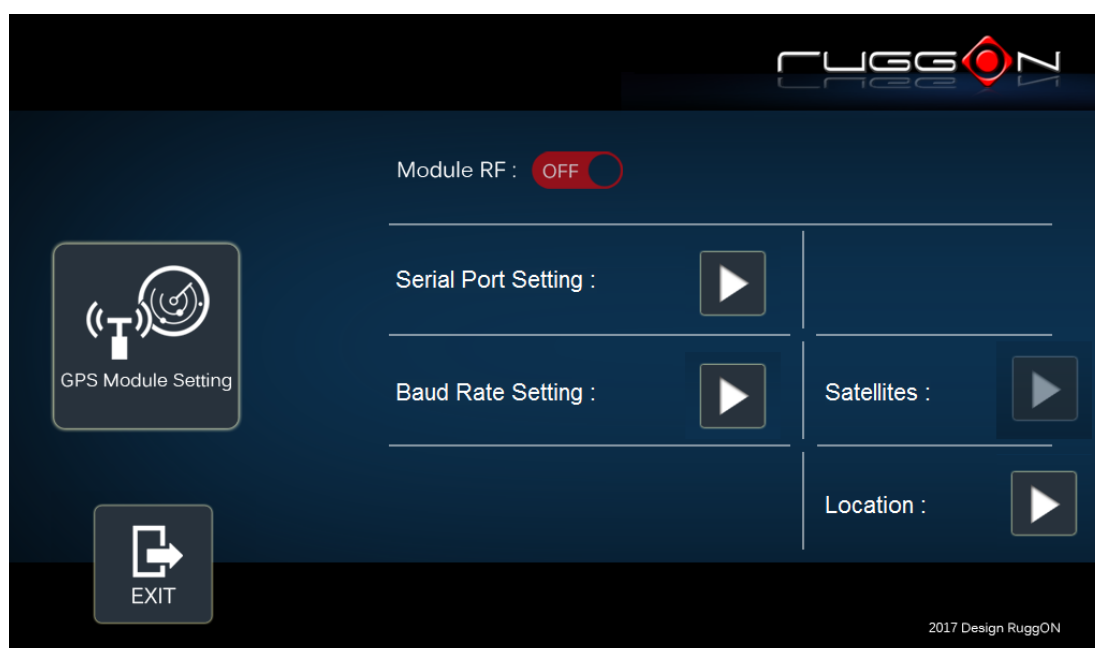 ruggON
Module RF : OFF
Serial Port Setting :
GPS Module Setting
Baud Rate Setting :
Satellites :
Location :
EXIT
2017 Design RuggON